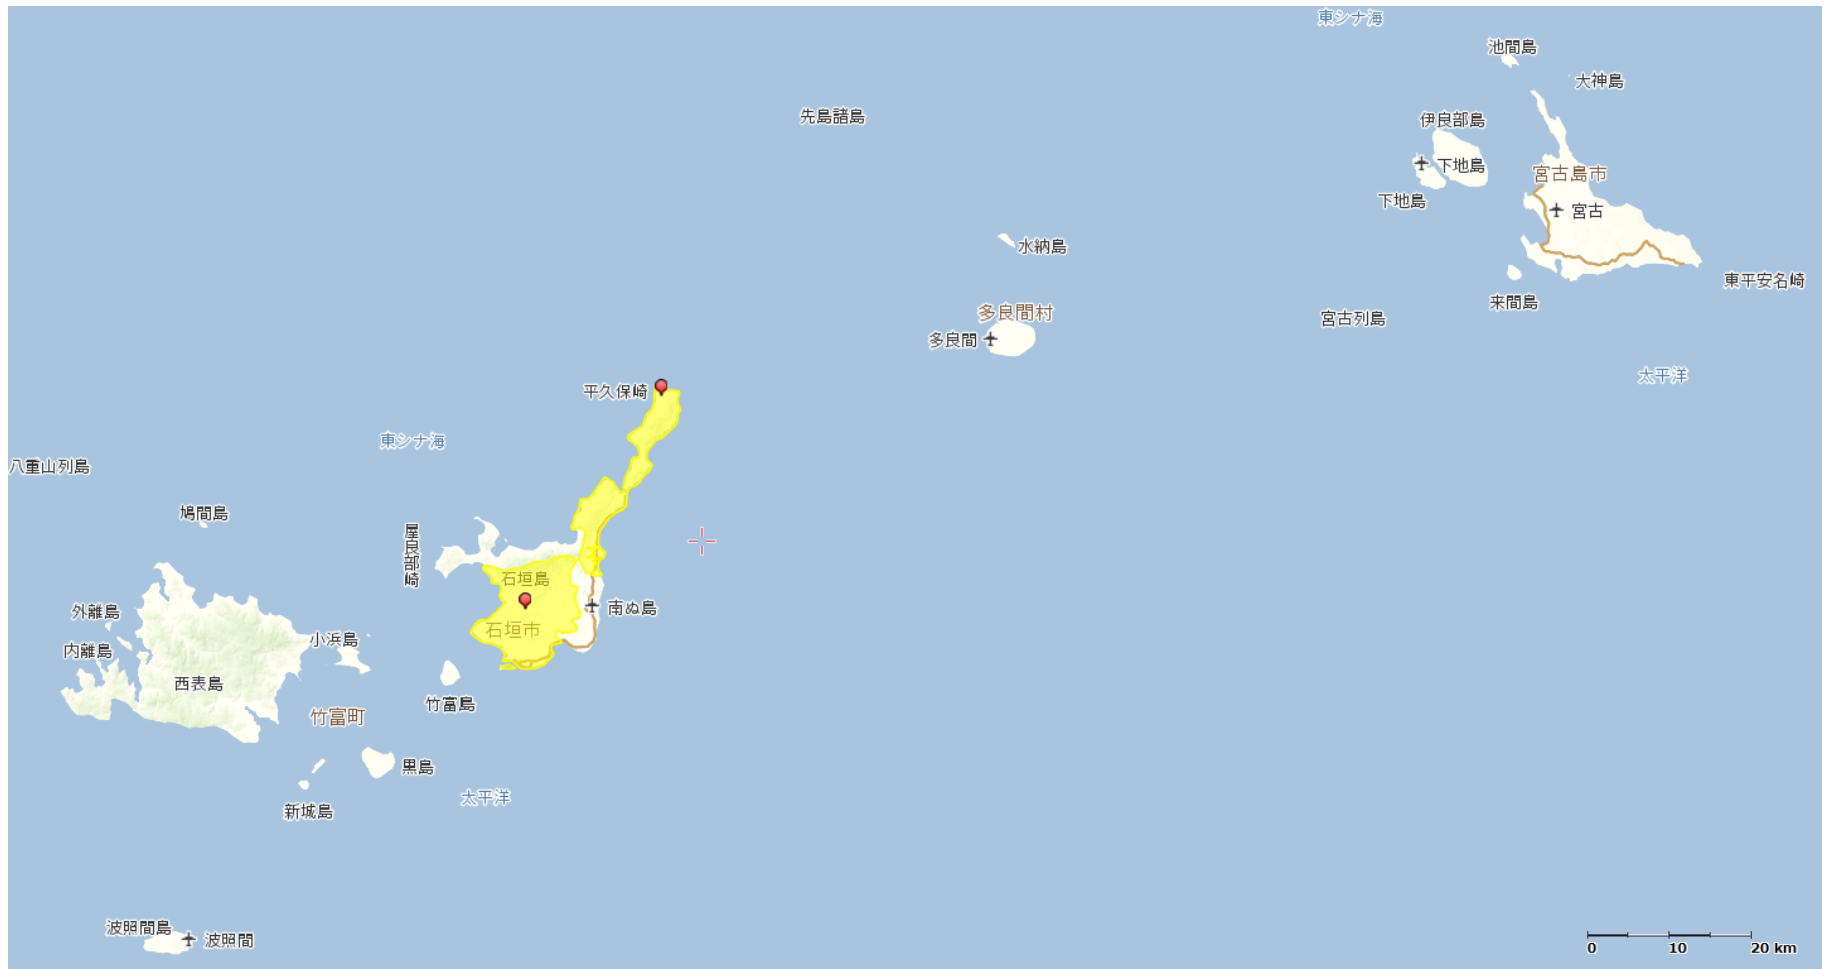 東シナ海
池間島
大神島
先島諸島
伊良部島
下地島
宮古島市
下地島
宮古
水納島
東平安名崎
来間島
多良間村
宮古列島
多良間
太平洋
平久保崎
東シナ海
八重山列島
鳩間島
屋良部崎
石垣島
外離島
南ぬ島
石垣市
小浜島
内離島
西表島
竹富島
竹富町
黒島
太平洋
新城島
波照間島
波照間
0 10 20 km